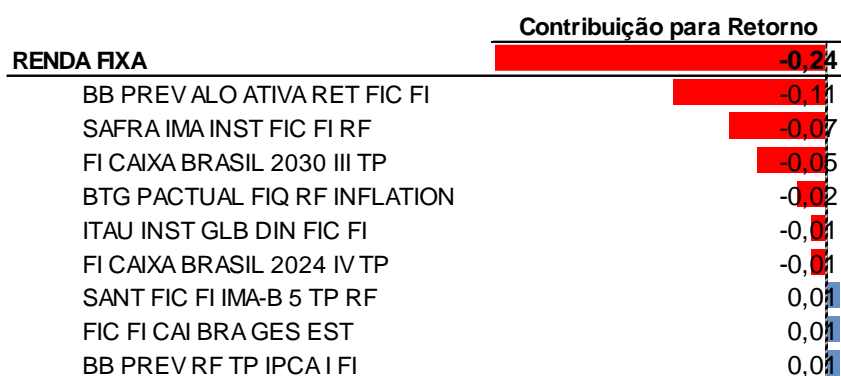 Contribuição para Retorno
RENDA FIXA -0,24
BB PREV ALO ATIVA RET FIC FI -0,11
SAFRA IMA INST FIC FI RF -0,07
FI CAIXA BRASIL 2030 III TP -0,05
BTG PACTUAL FIQ RF INFLATION -0,02
ITAU INST GLB DIN FIC FI -0,01
FI CAIXA BRASIL 2024 IV TP -0,01
SANT FIC FI IMA-B 5 TP RF 0,01
FIC FI CAI BRA GES EST 0,01
BB PREV RF TP IPCA I FI 0,01